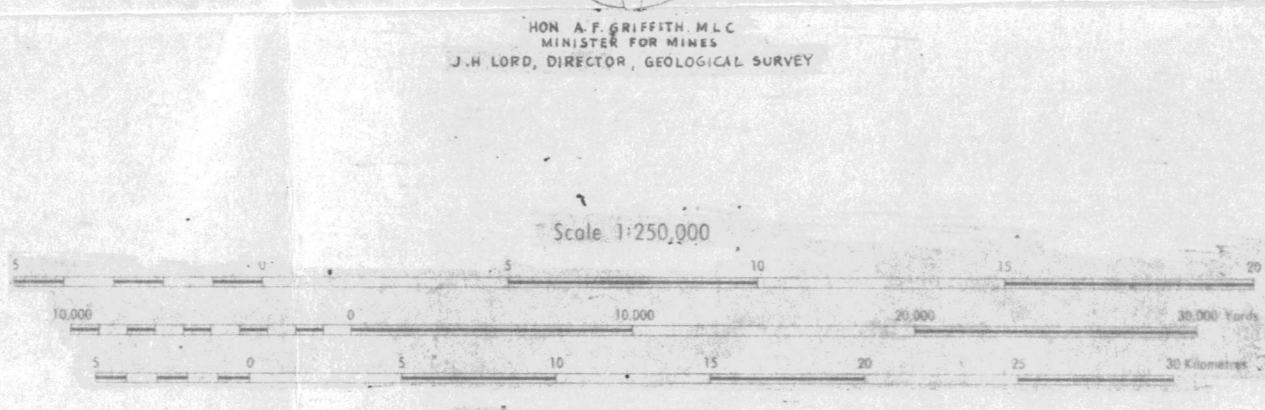 HON A.F. GRIFFITH. M L C
MINISTER FOR MINES
J.H LORD, DIRECTOR, GEOLOGICAL SURVEY
Scale 1:250,000
5 0 5 10 15 20
10,000 0 10,000 20,000 30,000 Yards
5 0 5 10 15 20 25 30 Kilometres